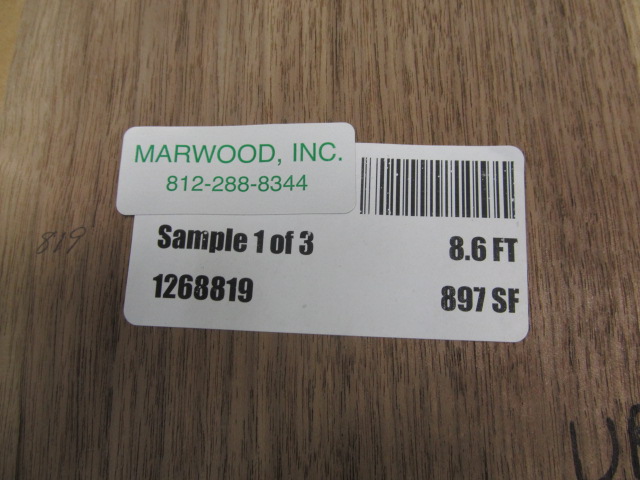 MARWOOD, INC.
812-288-8344
Sample 1 of 3 8.6 FT
1268819 897 SF
819